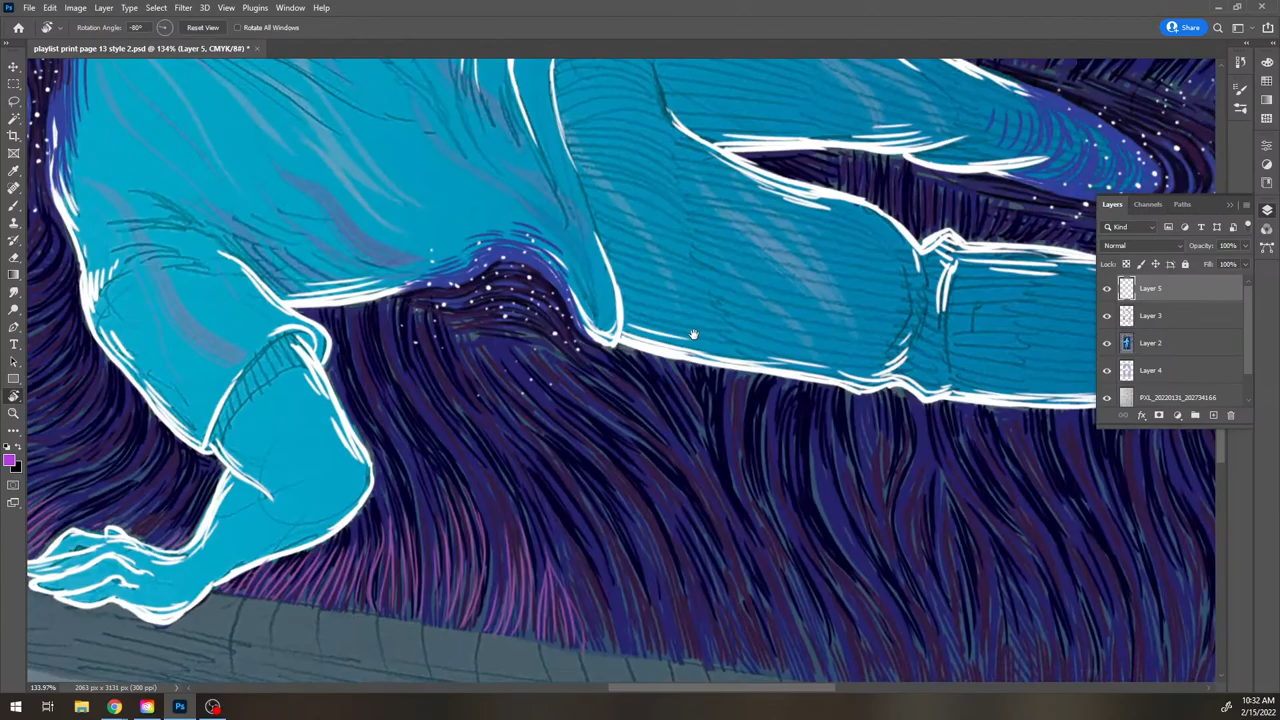 File Edit Image Layer Type Select Filter 3D View Plugins Window Help
Rotation Angle: -80° Reset View Rotate All Windows Share
playlist print page 13 style 2.psd @ 134% (Layer 5, CMYK/8#) *
Layers Channels Paths
Kind
Normal Opacity: 100%
Lock: Fill: 100%
Layer 5
Layer 3
Layer 2
Layer 4
PXL_20220131_202734166
133.97% 2063 px x 3131 px (300 ppi)
Ps
10:32 AM
2/15/2022